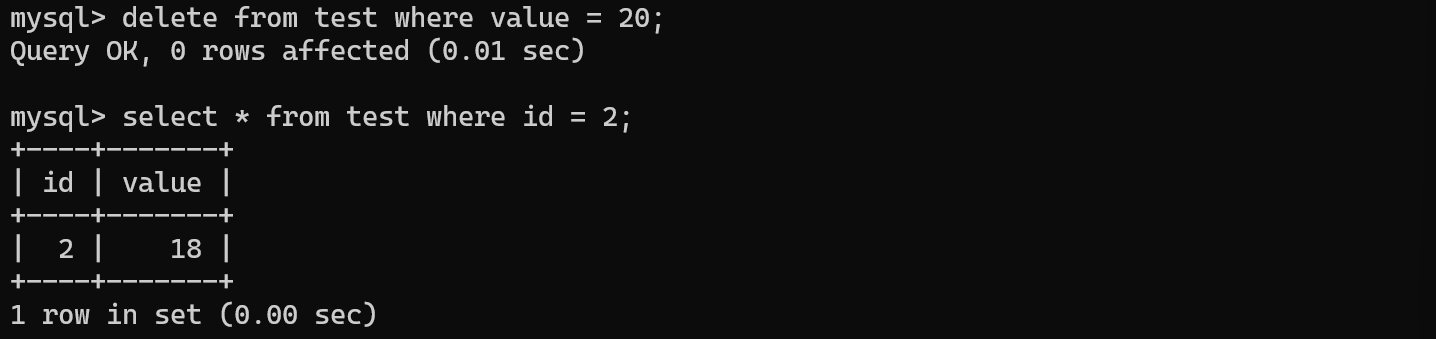 mysql> delete from test where value = 20;
Query OK, 0 rows affected (0.01 sec)
mysql> select * from test where id = 2;
+----+-------+
| id | value |
+----+-------+
|  2 |    18 |
+----+-------+
1 row in set (0.00 sec)